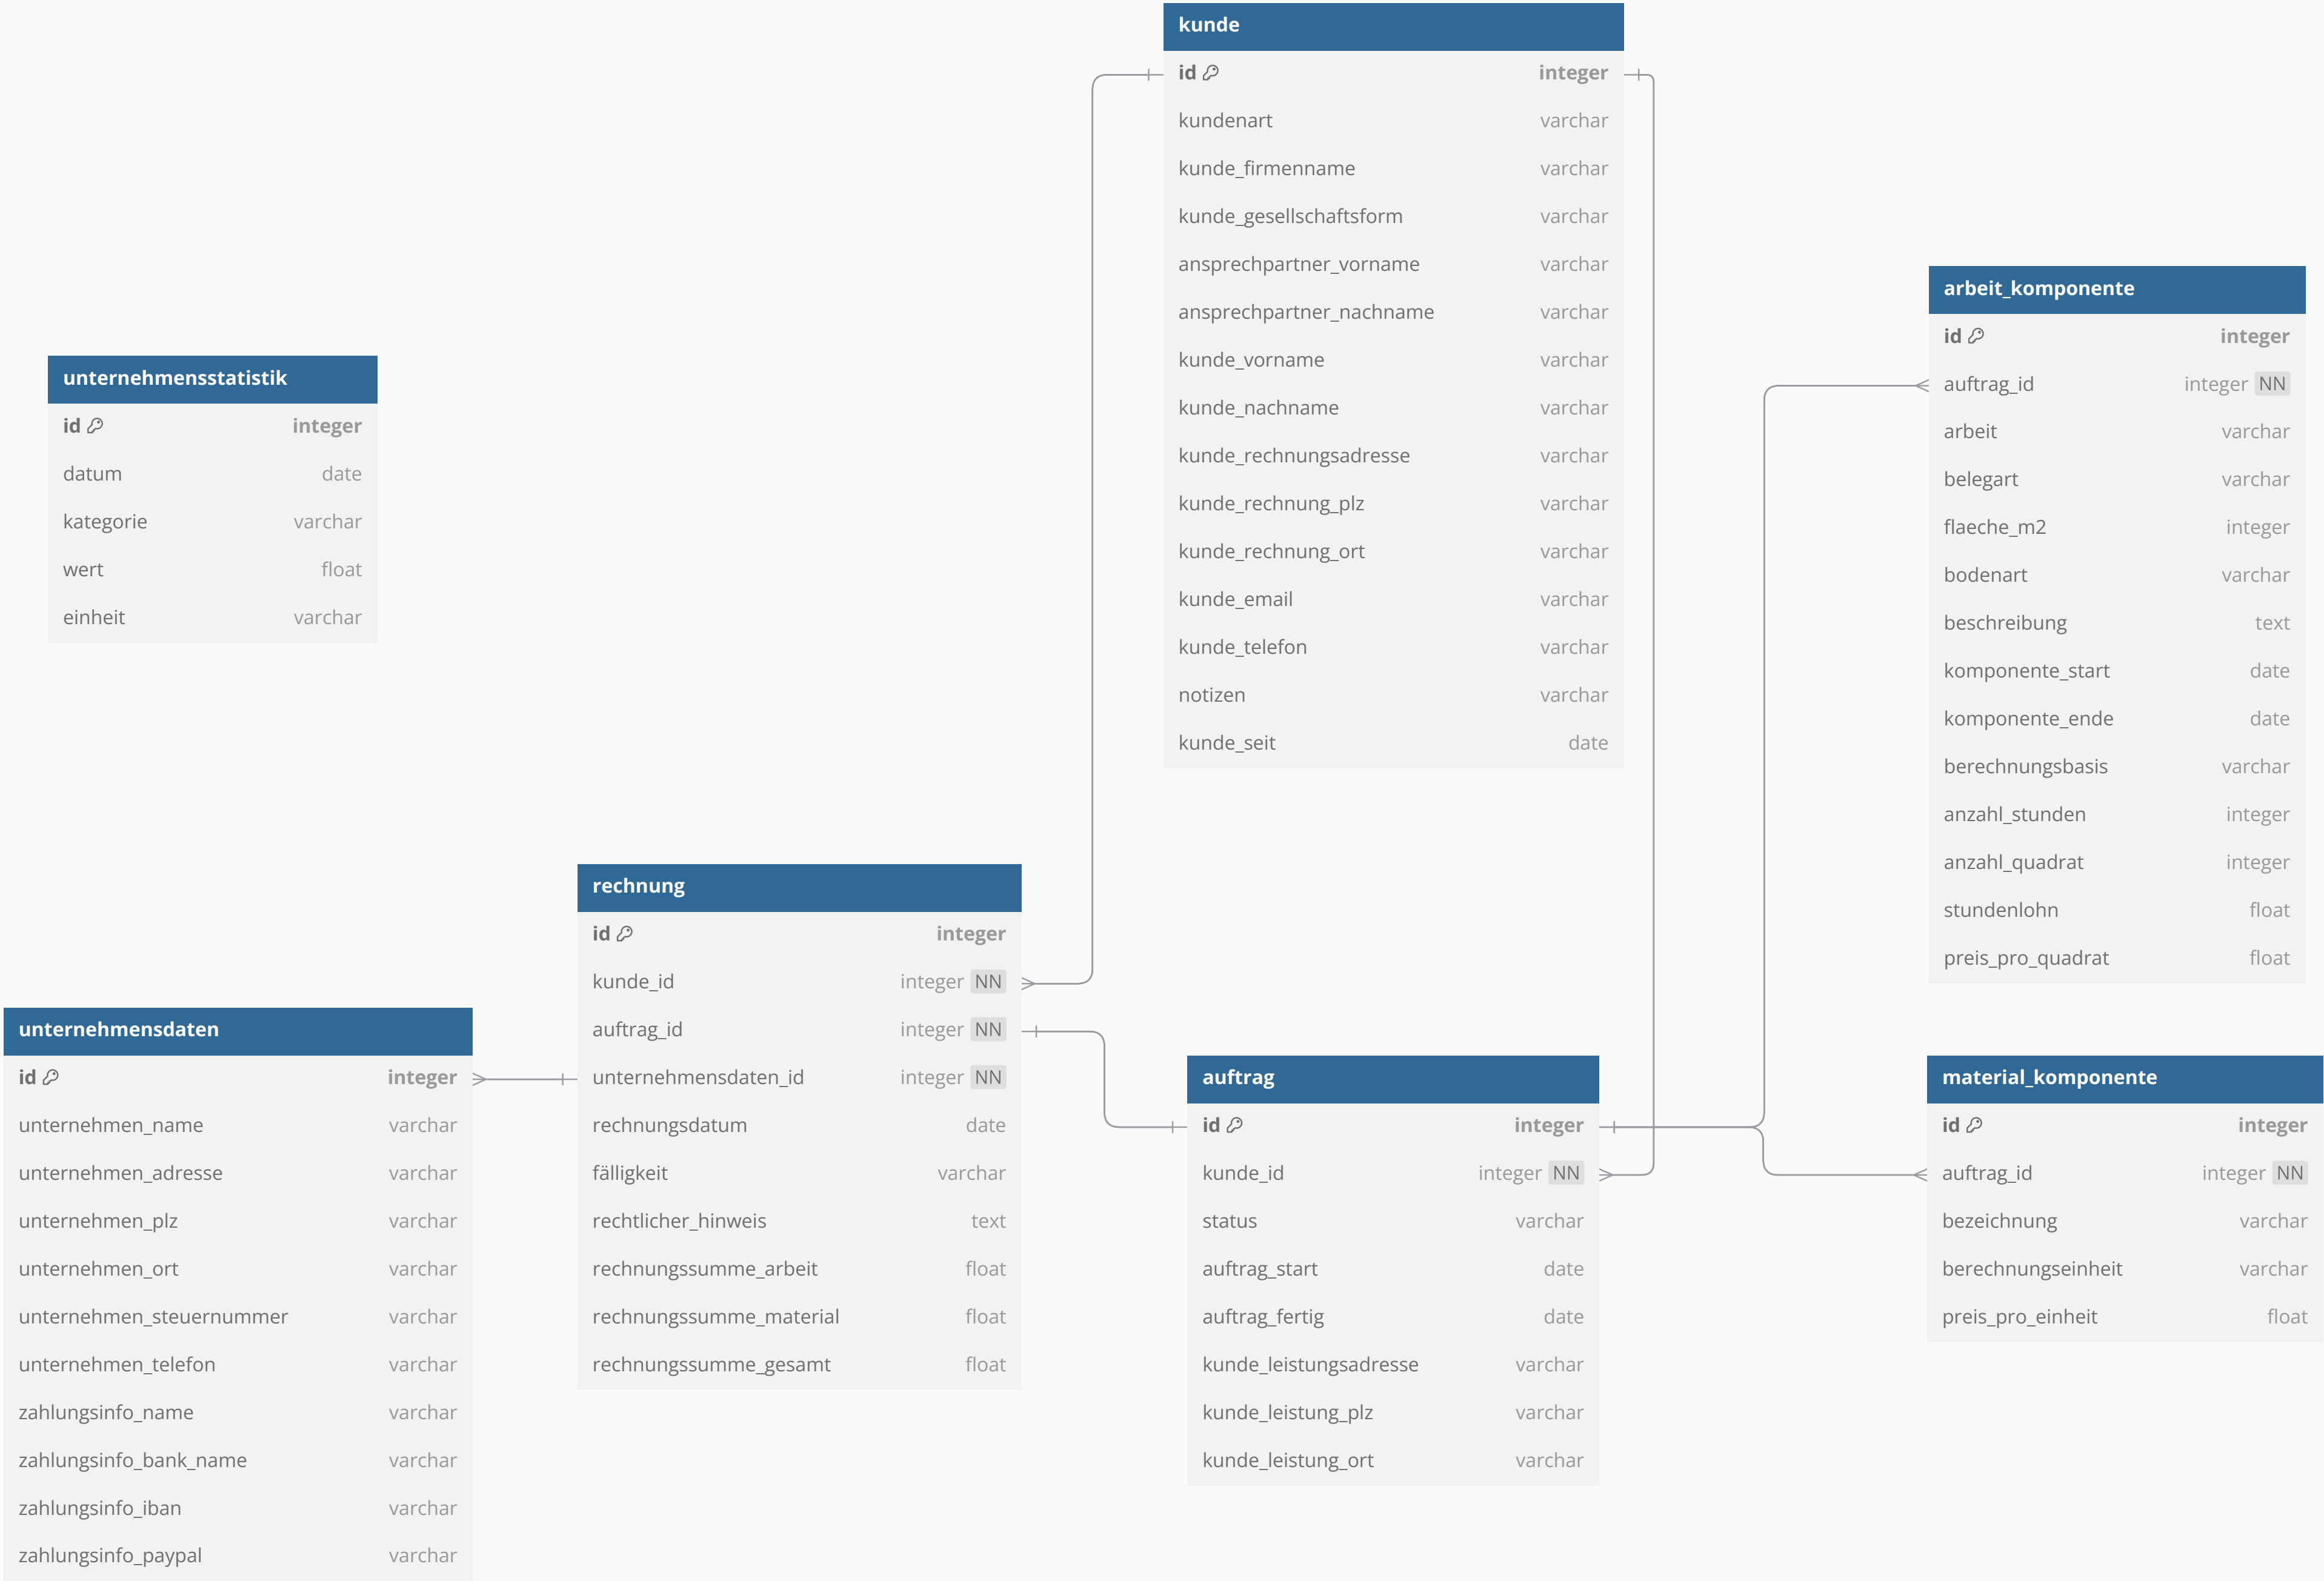 kunde
id integer
kundenart varchar
kunde_firmenname varchar
kunde_gesellschaftsform varchar
ansprechpartner_vorname varchar
ansprechpartner_nachname varchar
kunde_vorname varchar
kunde_nachname varchar
kunde_rechnungsadresse varchar
kunde_rechnung_plz varchar
kunde_rechnung_ort varchar
kunde_email varchar
kunde_telefon varchar
notizen varchar
kunde_seit date
arbeit_komponente
id integer
auftrag_id integer NN
arbeit varchar
belegart varchar
flaeche_m2 integer
bodenart varchar
beschreibung text
komponente_start date
komponente_ende date
berechnungsbasis varchar
anzahl_stunden integer
anzahl_quadrat integer
stundenlohn float
preis_pro_quadrat float
unternehmensstatistik
id integer
datum date
kategorie varchar
wert float
einheit varchar
rechnung
id integer
kunde_id integer NN
auftrag_id integer NN
unternehmensdaten_id integer NN
rechnungsdatum date
fälligkeit varchar
rechtlicher_hinweis text
rechnungssumme_arbeit float
rechnungssumme_material float
rechnungssumme_gesamt float
unternehmensdaten
id integer
unternehmen_name varchar
unternehmen_adresse varchar
unternehmen_plz varchar
unternehmen_ort varchar
unternehmen_steuernummer varchar
unternehmen_telefon varchar
zahlungsinfo_name varchar
zahlungsinfo_bank_name varchar
zahlungsinfo_iban varchar
zahlungsinfo_paypal varchar
auftrag
id integer
kunde_id integer NN
status varchar
auftrag_start date
auftrag_fertig date
kunde_leistungsadresse varchar
kunde_leistung_plz varchar
kunde_leistung_ort varchar
material_komponente
id integer
auftrag_id integer NN
bezeichnung varchar
berechnungseinheit varchar
preis_pro_einheit float